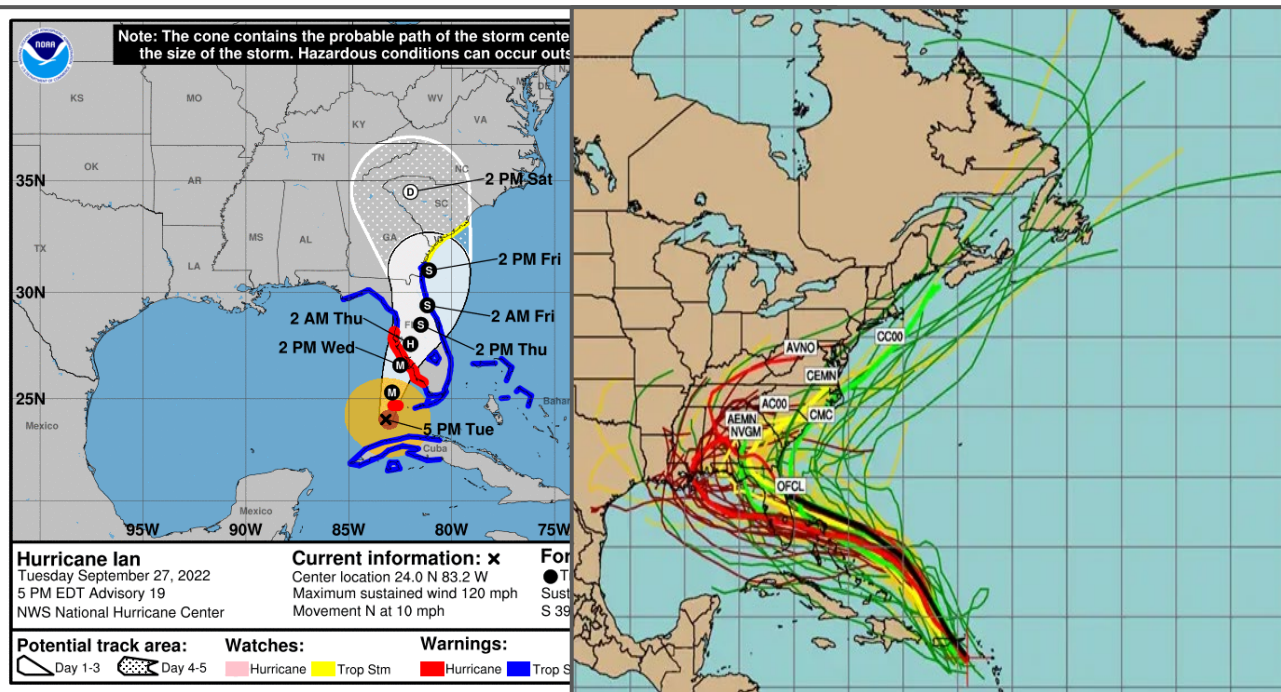 Note: The cone contains the probable path of the storm cente
the size of the storm. Hazardous conditions can occur outs
NOAA
KS
MO
WV
DE
KY
VA
OK
TN
NC
AR
35N
2 PM Sat
D
SC
MS
AL
GA
TX
LA
2 PM Fri
S
30N
2 AM Thu
S
2 AM Fri
FL
S
2 PM Wed
H
2 PM Thu
M
25N
M
Mexico
Baha
5 PM Tue
Cuba
Mexico
95W
90W
85W
80W
75W
Hurricane Ian
Tuesday September 27, 2022
5 PM EDT Advisory 19
NWS National Hurricane Center
Current information: x
Center location 24.0 N 83.2 W
Maximum sustained wind 120 mph
Movement N at 10 mph
For
Sust
S 39
Potential track area:
Day 1-3
Day 4-5
Watches:
Hurricane
Trop Stm
Warnings:
Hurricane
Trop S
CC00
AVNO
CEMN
AC00
CMC
AEMN
NVGM
OFCL